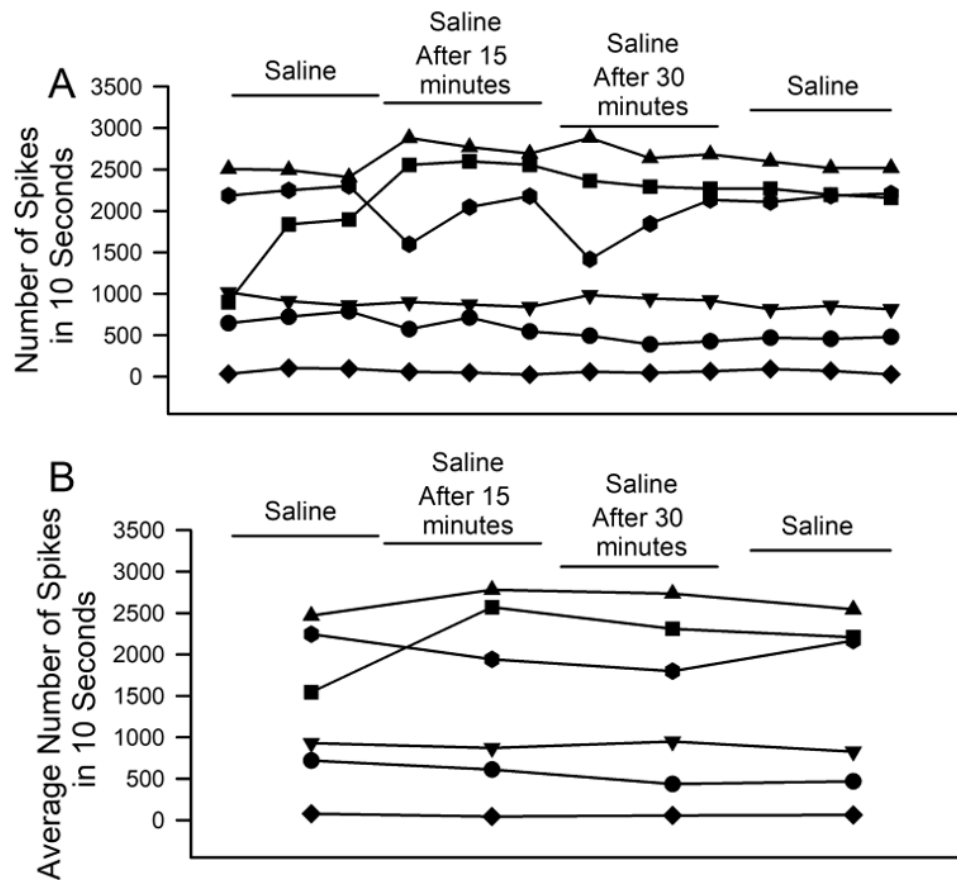 A
Saline
Saline
After 15
minutes
Saline
After 30
minutes
Saline
Number of Spikes
in 10 Seconds
3500
3000
2500
2000
1500
1000
500
0
B
Saline
Saline
After 15
minutes
Saline
After 30
minutes
Saline
Average Number of Spikes
in 10 Seconds
3500
3000
2500
2000
1500
1000
500
0